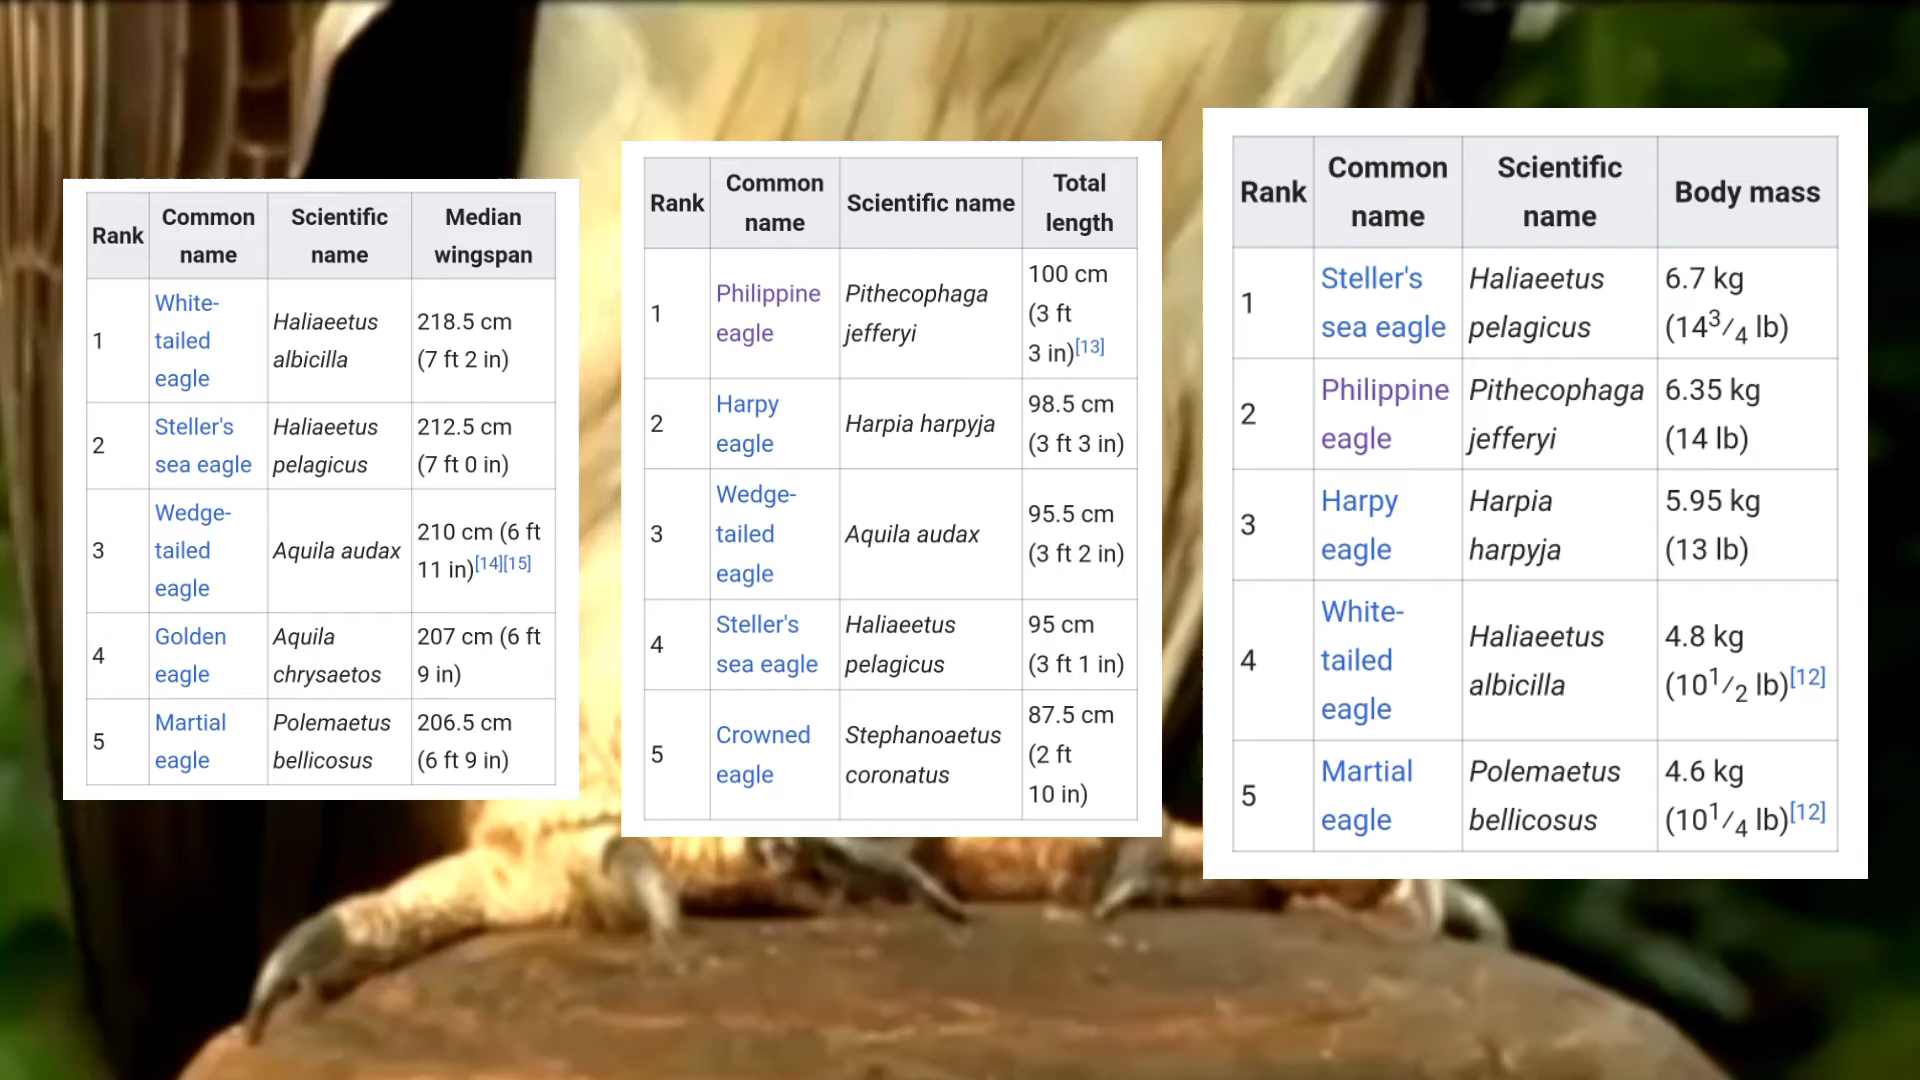 Rank
Common
name
Scientific
name
Median
wingspan
1
White-
tailed
eagle
Haliaeetus
albicilla
218.5 cm
(7 ft 2 in)
2
Steller's
sea eagle
Haliaeetus
pelagicus
212.5 cm
(7 ft 0 in)
3
Wedge-
tailed
eagle
Aquila audax
210 cm (6 ft
11 in)[14][15]
4
Golden
eagle
Aquila
chrysaetos
207 cm (6 ft
9 in)
5
Martial
eagle
Polemaetus
bellicosus
206.5 cm
(6 ft 9 in)
Rank
Common
name
Scientific name
Total
length
1
Philippine
eagle
Pithecophaga
jefferyi
100 cm
(3 ft
3 in)[13]
2
Harpy
eagle
Harpia harpyja
98.5 cm
(3 ft 3 in)
3
Wedge-
tailed
eagle
Aquila audax
95.5 cm
(3 ft 2 in)
4
Steller's
sea eagle
Haliaeetus
pelagicus
95 cm
(3 ft 1 in)
5
Crowned
eagle
Stephanoaetus
coronatus
87.5 cm
(2 ft
10 in)
Rank
Common
name
Scientific
name
Body mass
1
Steller's
sea eagle
Haliaeetus
pelagicus
6.7 kg
(14 3⁄4 lb)
2
Philippine
eagle
Pithecophaga
jefferyi
6.35 kg
(14 lb)
3
Harpy
eagle
Harpia
harpyja
5.95 kg
(13 lb)
4
White-
tailed
eagle
Haliaeetus
albicilla
4.8 kg
(10 1⁄2 lb)[12]
5
Martial
eagle
Polemaetus
bellicosus
4.6 kg
(10 1⁄4 lb)[12]